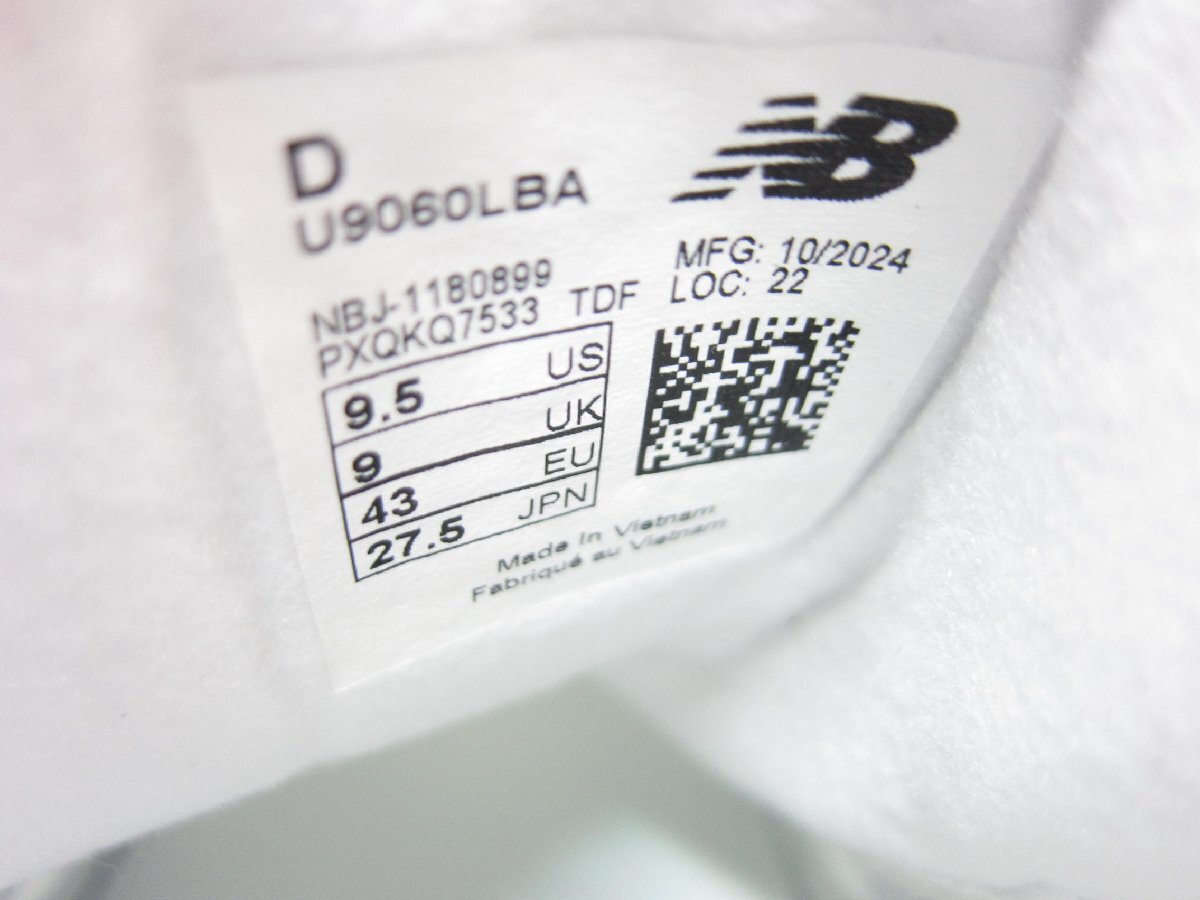 D
NB
U9060LBA
NBJ-1180899
PXQKQ7533 TDF
MFG: 10/2024
LOC: 22
9.5 US
9 UK
43 EU
27.5 JPN
Made in Vietnam
Fabriqué au Vietnam